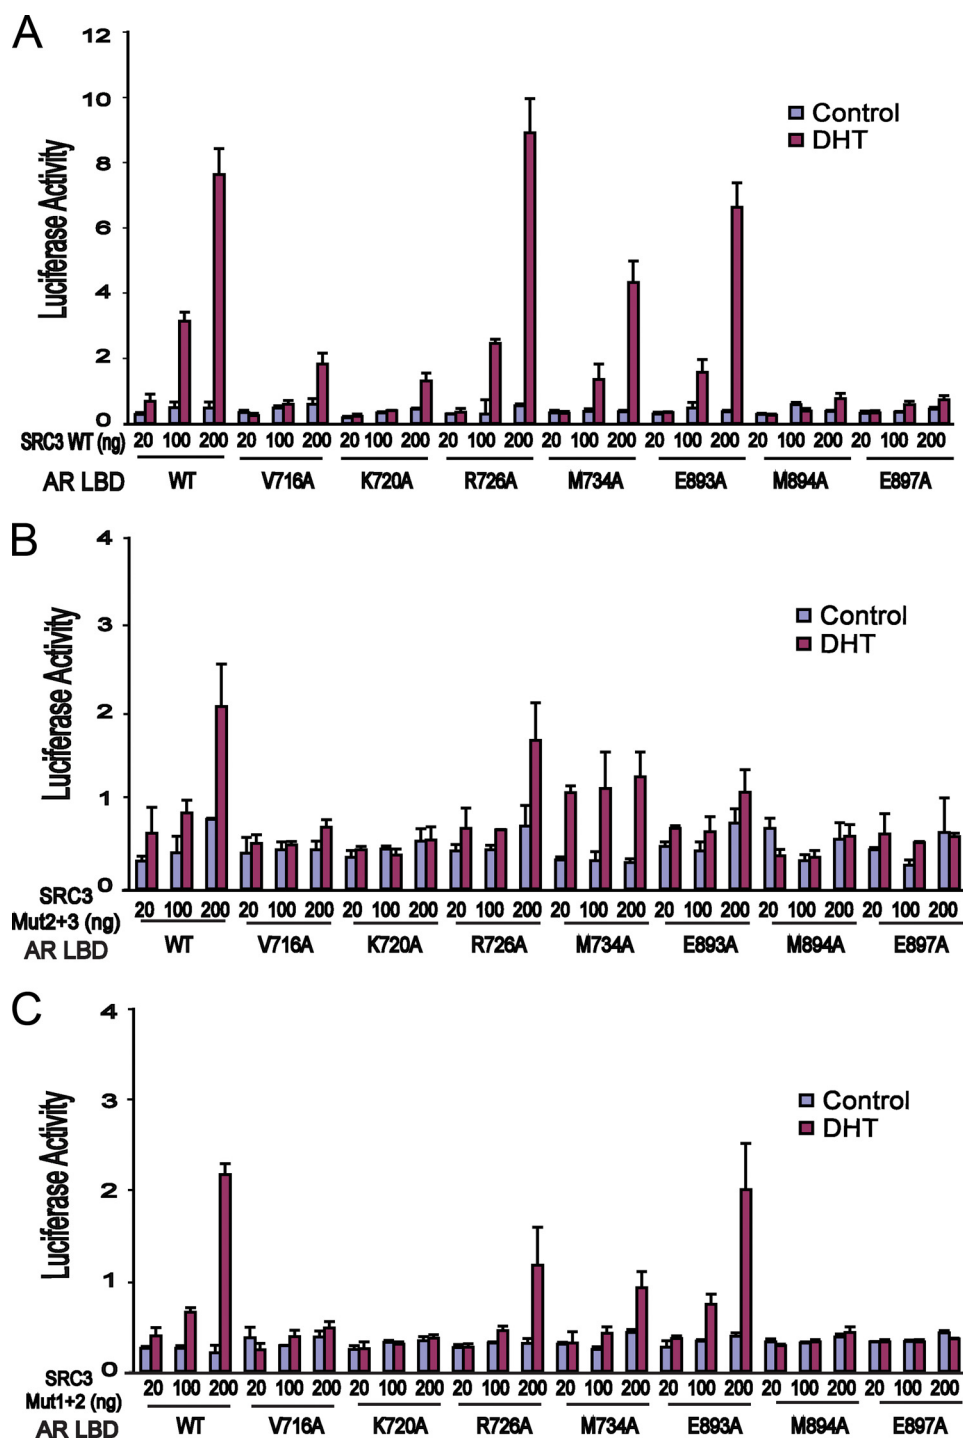 A
12
10
8
6
4
2
0
Luciferase Activity
Control
DHT
SRC3 WT (ng) 20 100 200 20 100 200 20 100 200 20 100 200 20 100 200 20 100 200 20 100 200 20 100 200
AR LBD WT V716A K720A R726A M734A E893A M894A E897A
B
4
3
2
1
0
Luciferase Activity
Control
DHT
SRC3
Mut2+3 (ng) 20 100 200 20 100 200 20 100 200 20 100 200 20 100 200 20 100 200 20 100 200 20 100 200
AR LBD WT V716A K720A R726A M734A E893A M894A E897A
C
4
3
2
1
0
Luciferase Activity
Control
DHT
SRC3
Mut1+2 (ng) 20 100 200 20 100 200 20 100 200 20 100 200 20 100 200 20 100 200 20 100 200 20 100 200
AR LBD WT V716A K720A R726A M734A E893A M894A E897A